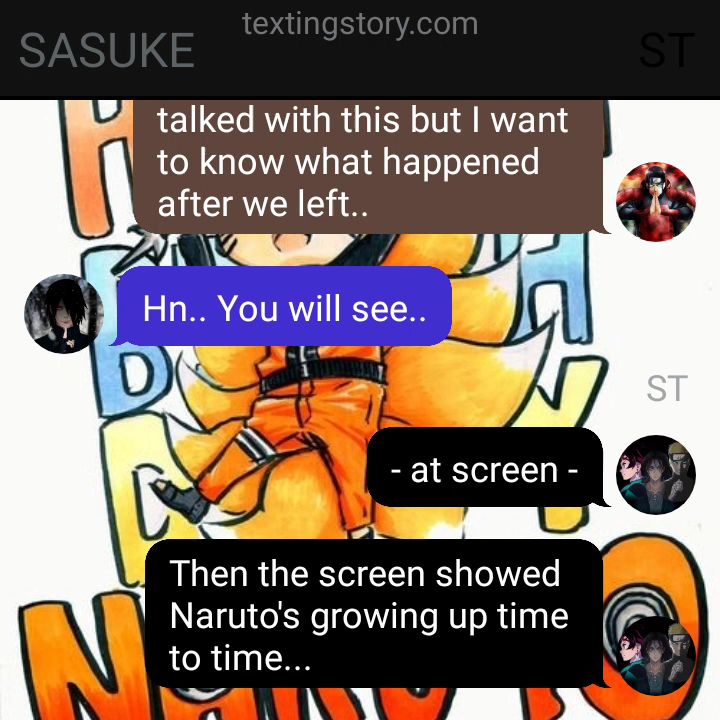 textingstory.com
SASUKE
ST
talked with this but I want
to know what happened
after we left..
Hn.. You will see..
ST
- at screen -
Then the screen showed
Naruto's growing up time
to time...